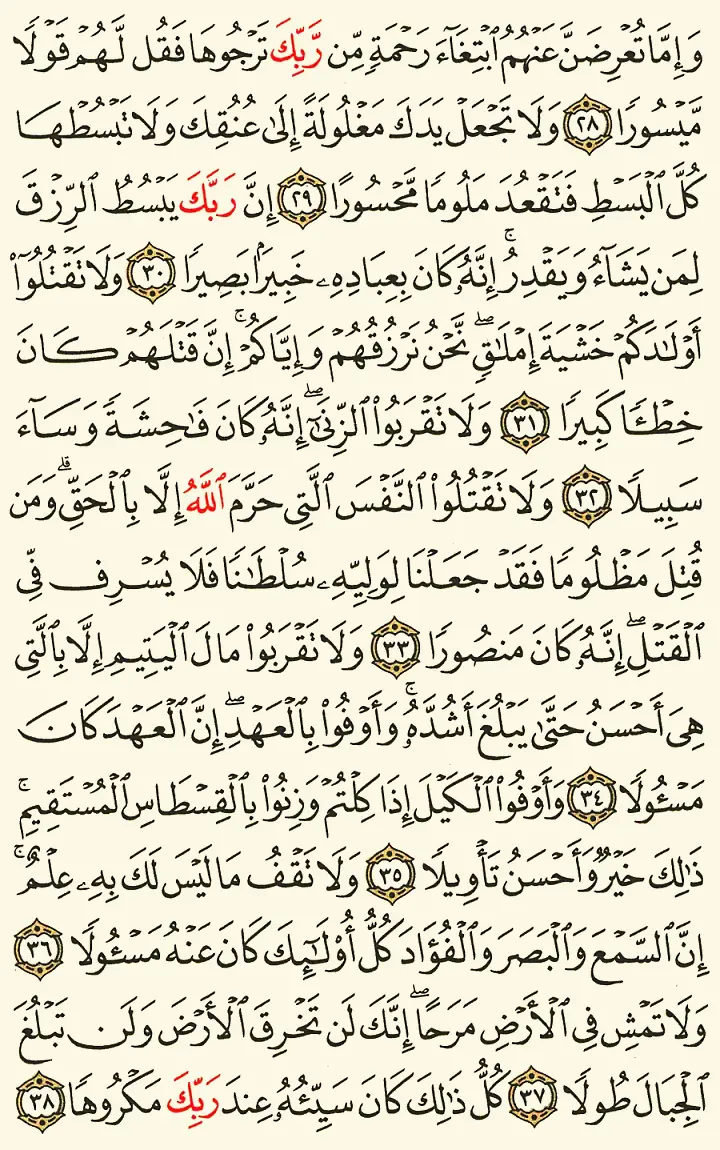 وَإِمَّا تُعْرِضَنَّ عَنْهُمُ ٱبْتِغَآءَ رَحْمَةٍ مِّن رَّبِّكَ تَرْجُوهَا فَقُل لَّهُمْ قَوْلًا
مَّيْسُورًا ٢٨ وَلَا تَجْعَلْ يَدَكَ مَغْلُولَةً إِلَىٰ عُنُقِكَ وَلَا تَبْسُطْهَا
كُلَّ ٱلْبَسْطِ فَتَقْعُدَ مَلُومًا مَّحْسُورًا ٢٩ إِنَّ رَبَّكَ يَبْسُطُ ٱلرِّزْقَ
لِمَن يَشَآءُ وَيَقْدِرُ ۚ إِنَّهُۥ كَانَ بِعِبَادِهِۦ خَبِيرًۢا بَصِيرًا ٣٠ وَلَا تَقْتُلُوٓا۟
أَوْلَـٰدَكُمْ خَشْيَةَ إِمْلَـٰقٍ ۖ نَّحْنُ نَرْزُقُهُمْ وَإِيَّاكُمْ ۚ إِنَّ قَتْلَهُمْ كَانَ
خِطْـًٔا كَبِيرًا ٣١ وَلَا تَقْرَبُوا۟ ٱلزِّنَىٰٓ ۖ إِنَّهُۥ كَانَ فَـٰحِشَةً وَسَآءَ
سَبِيلًا ٣٢ وَلَا تَقْتُلُوا۟ ٱلنَّفْسَ ٱلَّتِى حَرَّمَ ٱللَّهُ إِلَّا بِٱلْحَقِّ ۗ وَمَن
قُتِلَ مَظْلُومًا فَقَدْ جَعَلْنَا لِوَلِيِّهِۦ سُلْطَـٰنًا فَلَا يُسْرِف فِّى
ٱلْقَتْلِ ۖ إِنَّهُۥ كَانَ مَنصُورًا ٣٣ وَلَا تَقْرَبُوا۟ مَالَ ٱلْيَتِيمِ إِلَّا بِٱلَّتِى
هِىَ أَحْسَنُ حَتَّىٰ يَبْلُغَ أَشُدَّهُۥ ۚ وَأَوْفُوا۟ بِٱلْعَهْدِ ۖ إِنَّ ٱلْعَهْدَ كَانَ
مَسْـُٔولًا ٣٤ وَأَوْفُوا۟ ٱلْكَيْلَ إِذَا كِلْتُمْ وَزِنُوا۟ بِٱلْقِسْطَاسِ ٱلْمُسْتَقِيمِ ۚ
ذَٰلِكَ خَيْرٌ وَأَحْسَنُ تَأْوِيلًا ٣٥ وَلَا تَقْفُ مَا لَيْسَ لَكَ بِهِۦ عِلْمٌ ۚ
إِنَّ ٱلسَّمْعَ وَٱلْبَصَرَ وَٱلْفُؤَادَ كُلُّ أُو۟لَـٰٓئِكَ كَانَ عَنْهُ مَسْـُٔولًا ٣٦
وَلَا تَمْشِ فِى ٱلْأَرْضِ مَرَحًا ۖ إِنَّكَ لَن تَخْرِقَ ٱلْأَرْضَ وَلَن تَبْلُغَ
ٱلْجِبَالَ طُولًا ٣٧ كُلُّ ذَٰلِكَ كَانَ سَيِّئُهُۥ عِندَ رَبِّكَ مَكْرُوهًا ٣٨